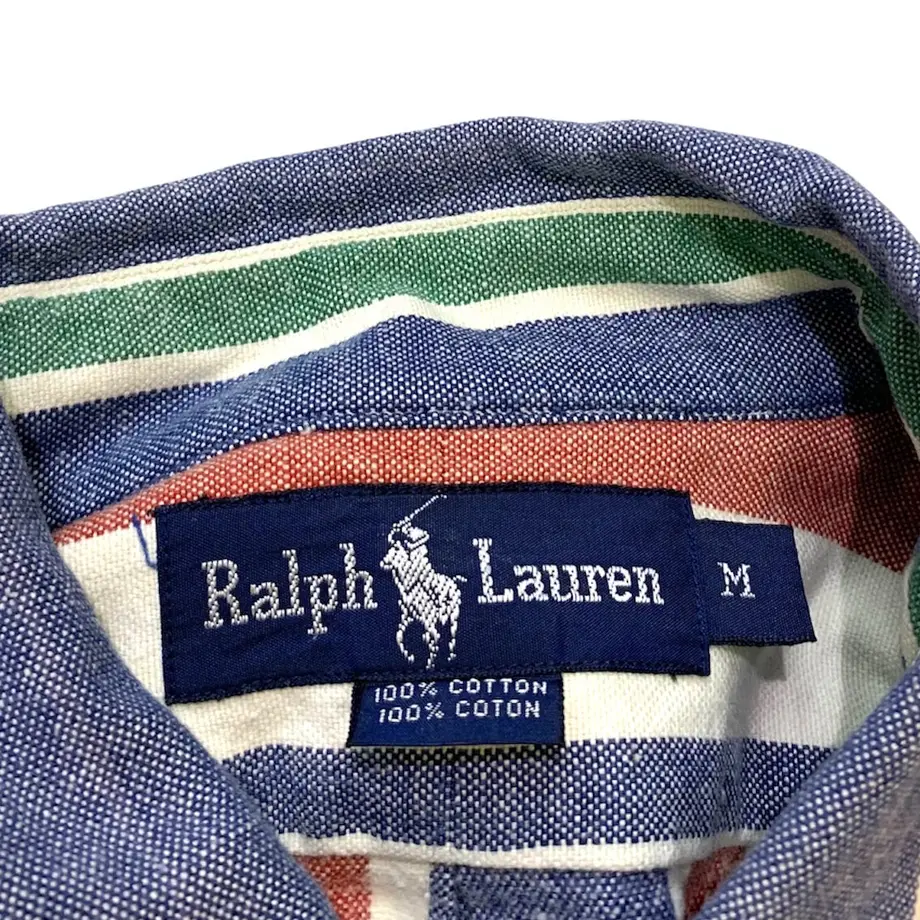 Ralph Lauren
M
100% COTTON
100% COTON